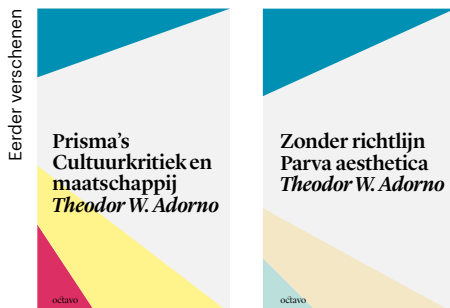 Eerder verschenen
Prisma's
Cultuurkritiek en
maatschappij
Theodor W. Adorno
octavo
Zonder richtlijn
Parva aesthetica
Theodor W. Adorno
octavo